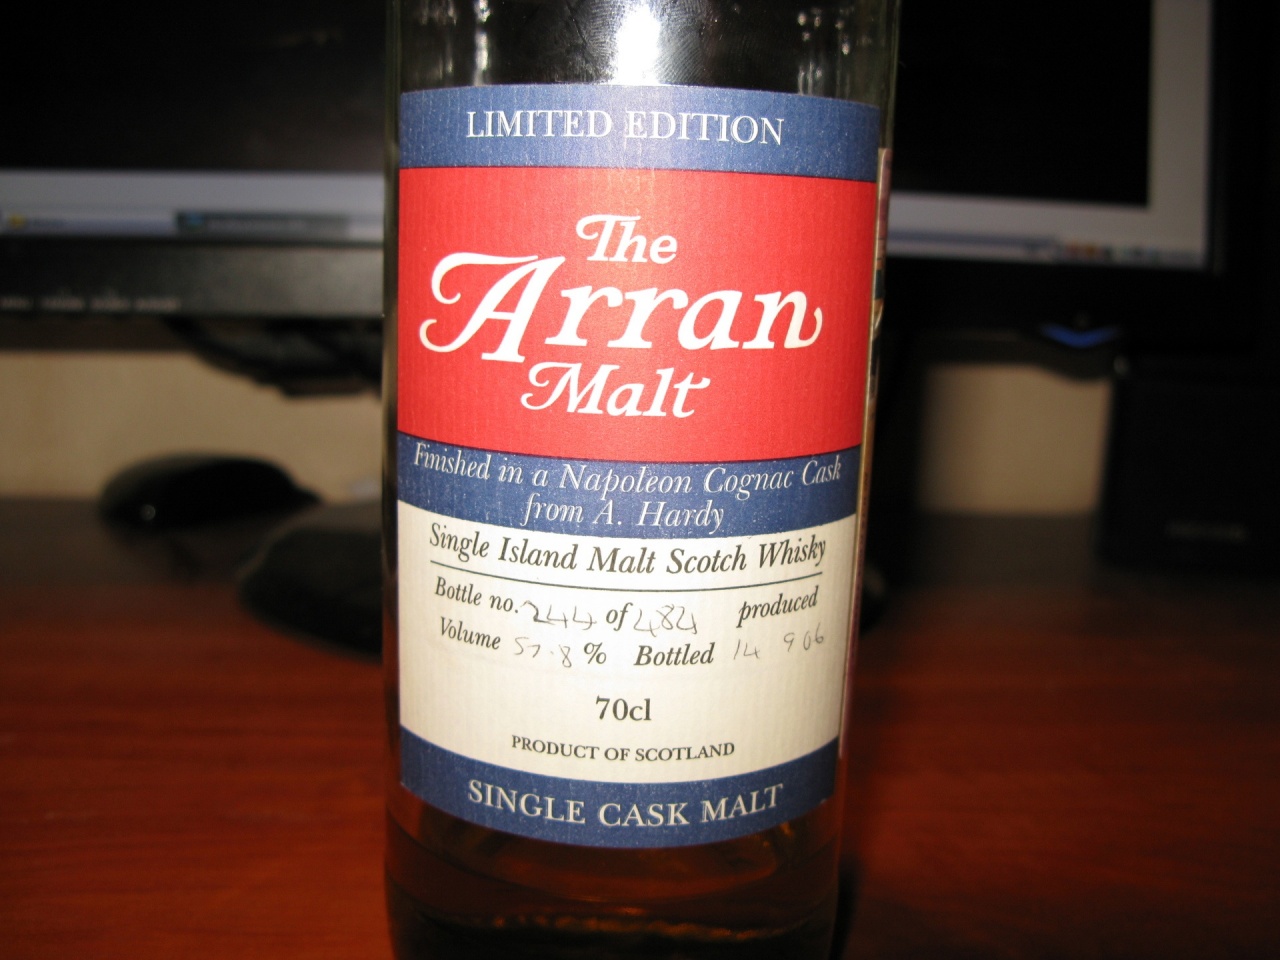 LIMITED EDITION
The
Arran
Malt
Finished in a Napoleon Cognac Cask
from A. Hardy
Single Island Malt Scotch Whisky
Bottle no. 244 of 484 produced
Volume 57.8 % Bottled 14 9 06
70cl
PRODUCT OF SCOTLAND
SINGLE CASK MALT